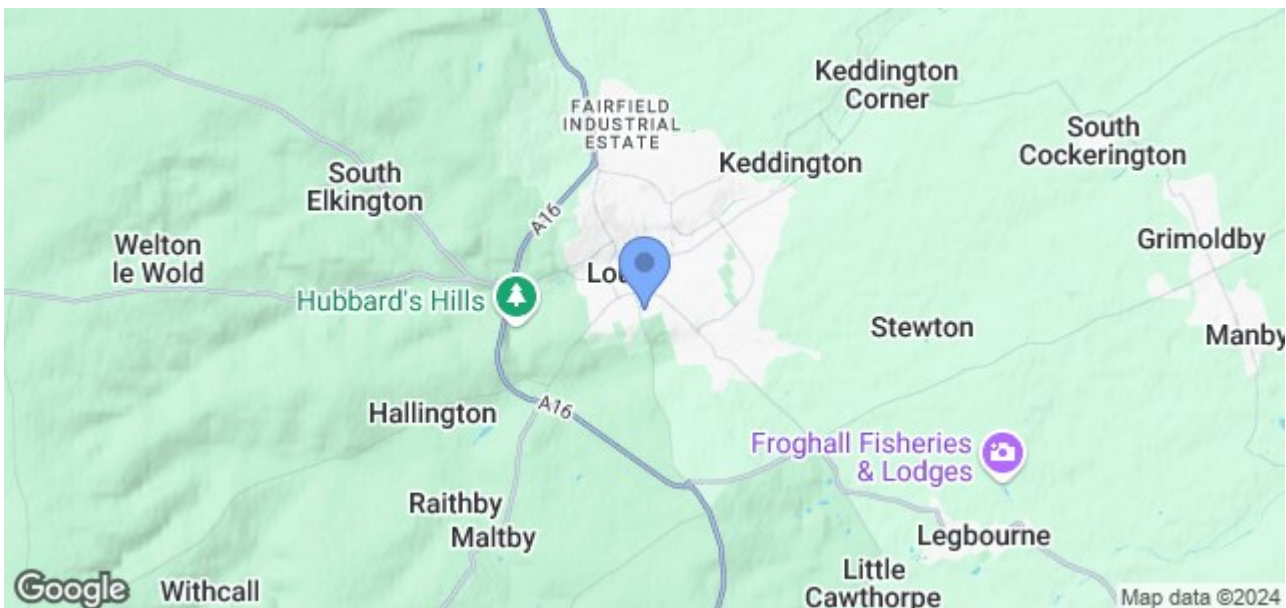 Keddington
Corner
FAIRFIELD
INDUSTRIAL
ESTATE
South
Cockerington
Keddington
South
Elkington
A16
Welton
le Wold
Grimoldby
Hubbard's Hills
Stewton
Manby
Hallington
A16
Froghall Fisheries
& Lodges
Raithby
Maltby
Legbourne
Withcall
Little
Cawthorpe
Google
Map data ©2024